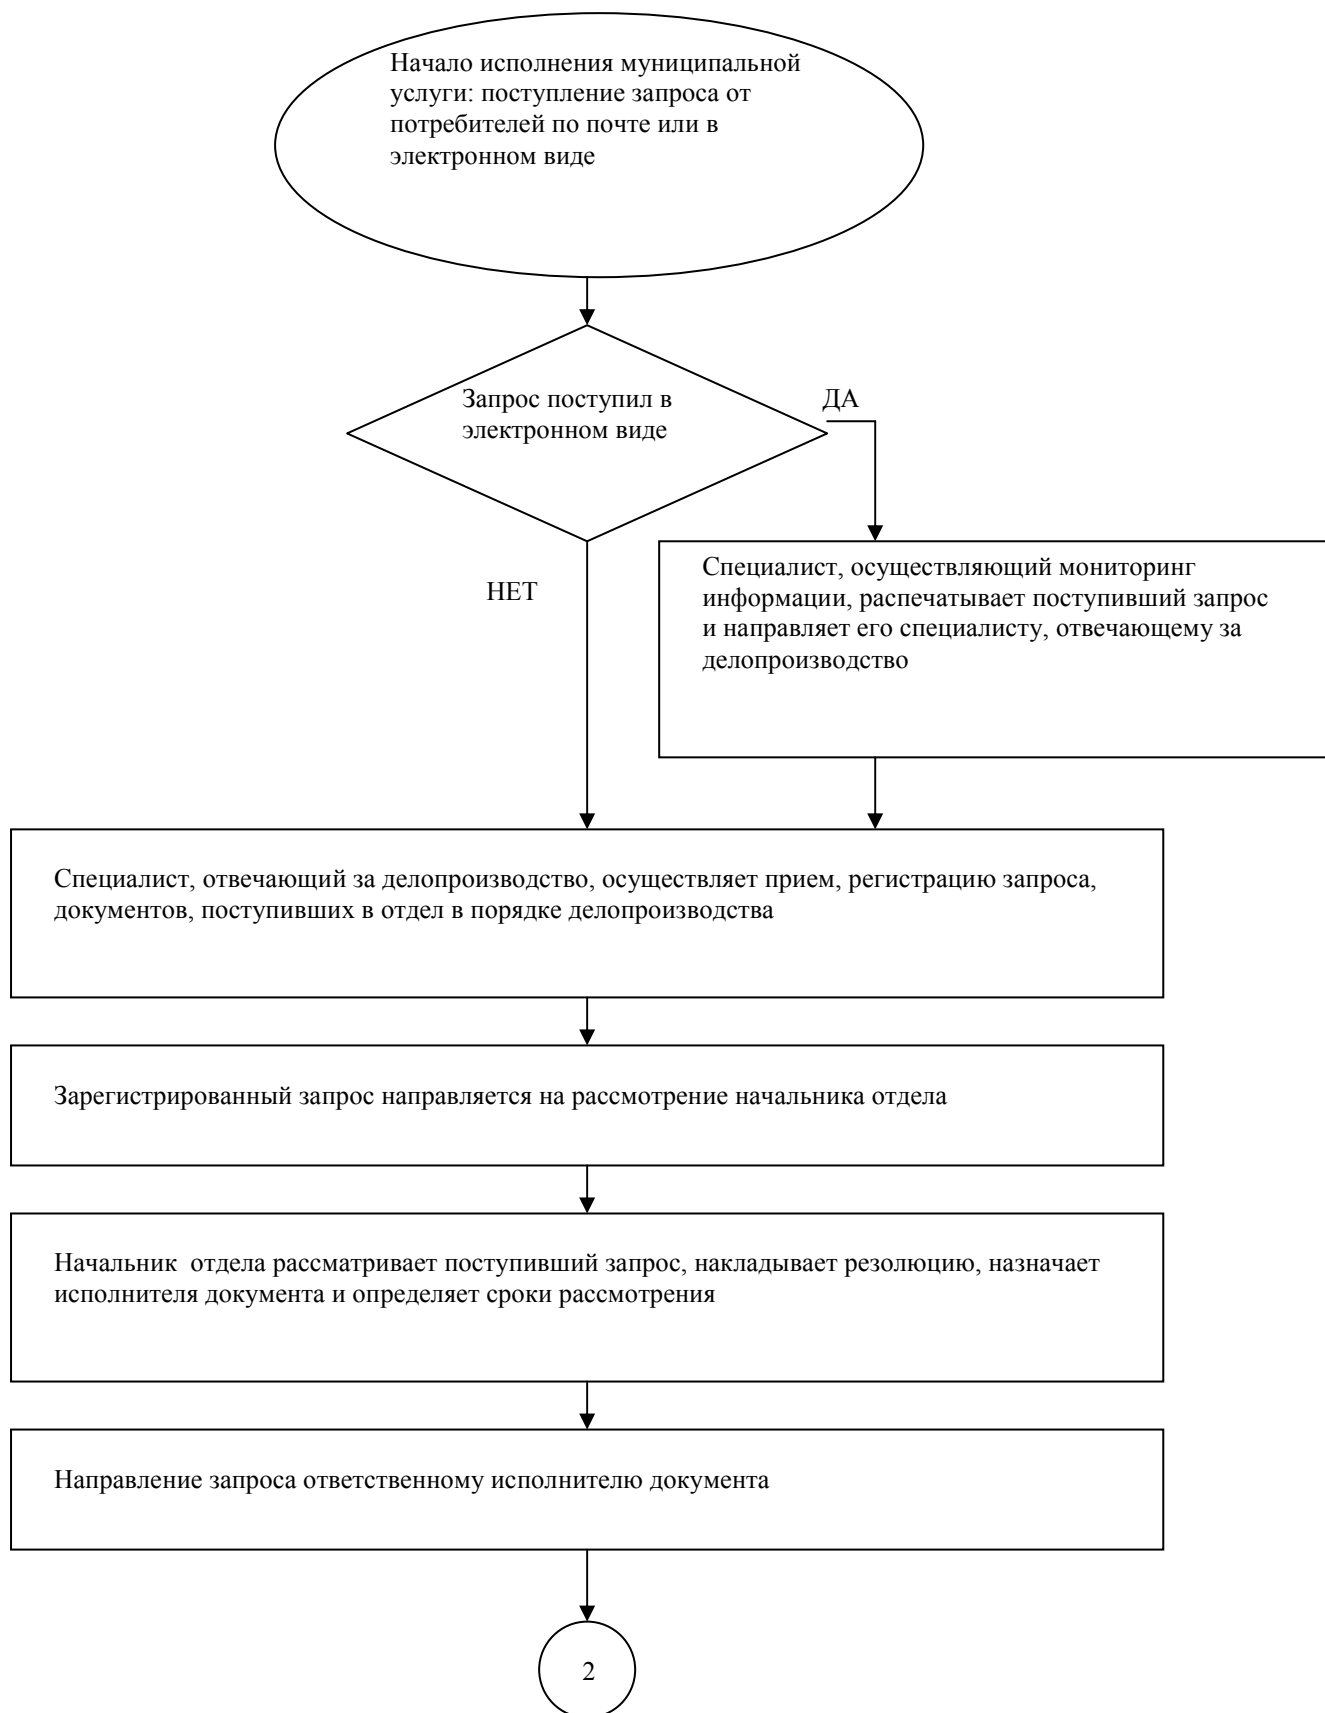 Начало исполнения муниципальной
услуги: поступление запроса от
потребителей по почте или в
электронном виде
Запрос поступил в
электронном виде
ДА
НЕТ
Специалист, осуществляющий мониторинг
информации, распечатывает поступивший запрос
и направляет его специалисту, отвечающему за
делопроизводство
Специалист, отвечающий за делопроизводство, осуществляет прием, регистрацию запроса,
документов, поступивших в отдел в порядке делопроизводства
Зарегистрированный запрос направляется на рассмотрение начальника отдела
Начальник  отдела рассматривает поступивший запрос, накладывает резолюцию, назначает
исполнителя документа и определяет сроки рассмотрения
Направление запроса ответственному исполнителю документа
2